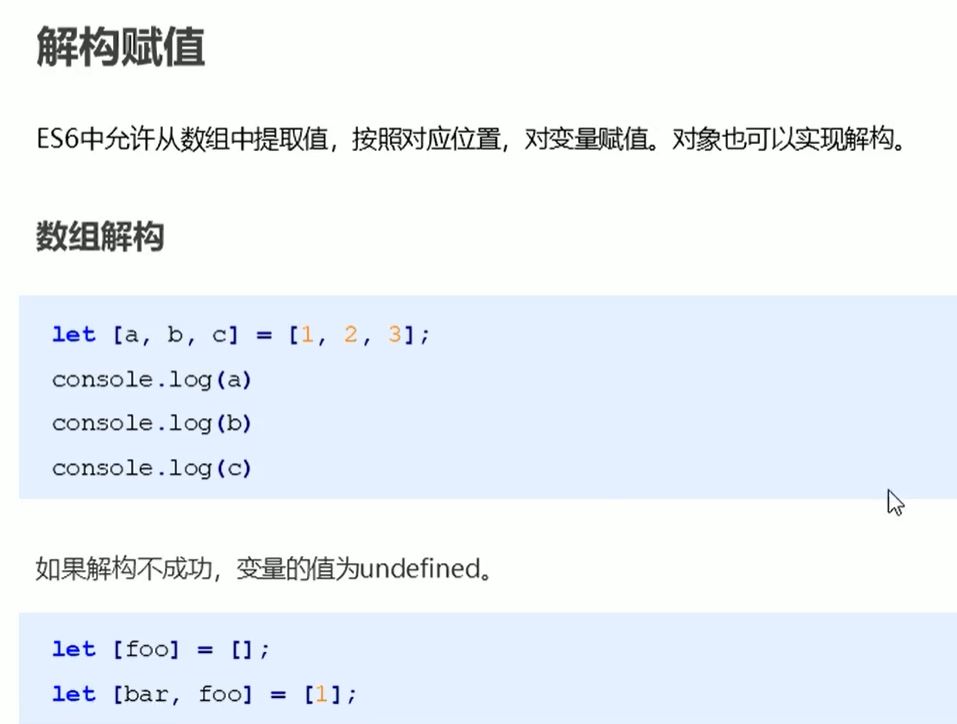 解构赋值
ES6中允许从数组中提取值，按照对应位置，对变量赋值。对象也可以实现解构。
数组解构
let [a, b, c] = [1, 2, 3];
console.log(a)
console.log(b)
console.log(c)
如果解构不成功，变量的值为undefined。
let [foo] = [];
let [bar, foo] = [1];